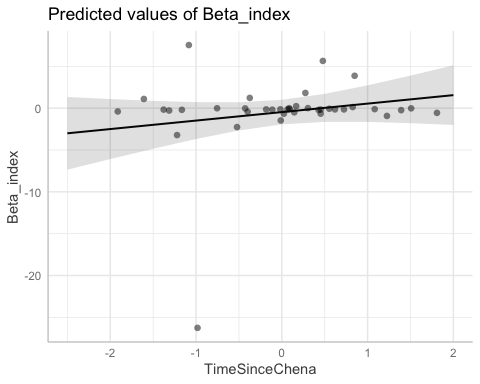 Predicted values of Beta_index
Beta_index
0
-10
-20
-2
-1
0
1
2
TimeSinceChena